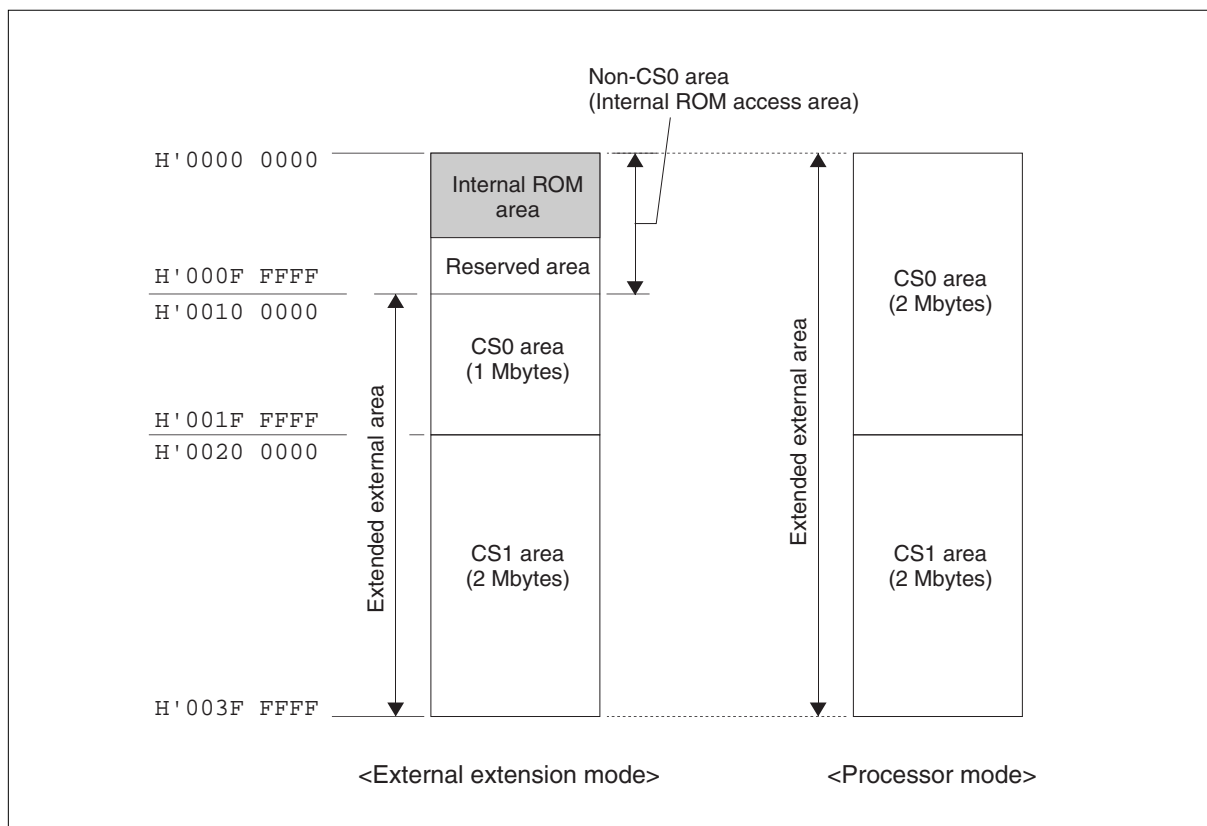 Non-CS0 area
(Internal ROM access area)
H'0000 0000
Internal ROM
area
Reserved area
H'000F FFFF
H'0010 0000
CS0 area
(1 Mbytes)
H'001F FFFF
H'0020 0000
CS1 area
(2 Mbytes)
H'003F FFFF
Extended external area
<External extension mode>
Extended external area
CS0 area
(2 Mbytes)
CS1 area
(2 Mbytes)
<Processor mode>